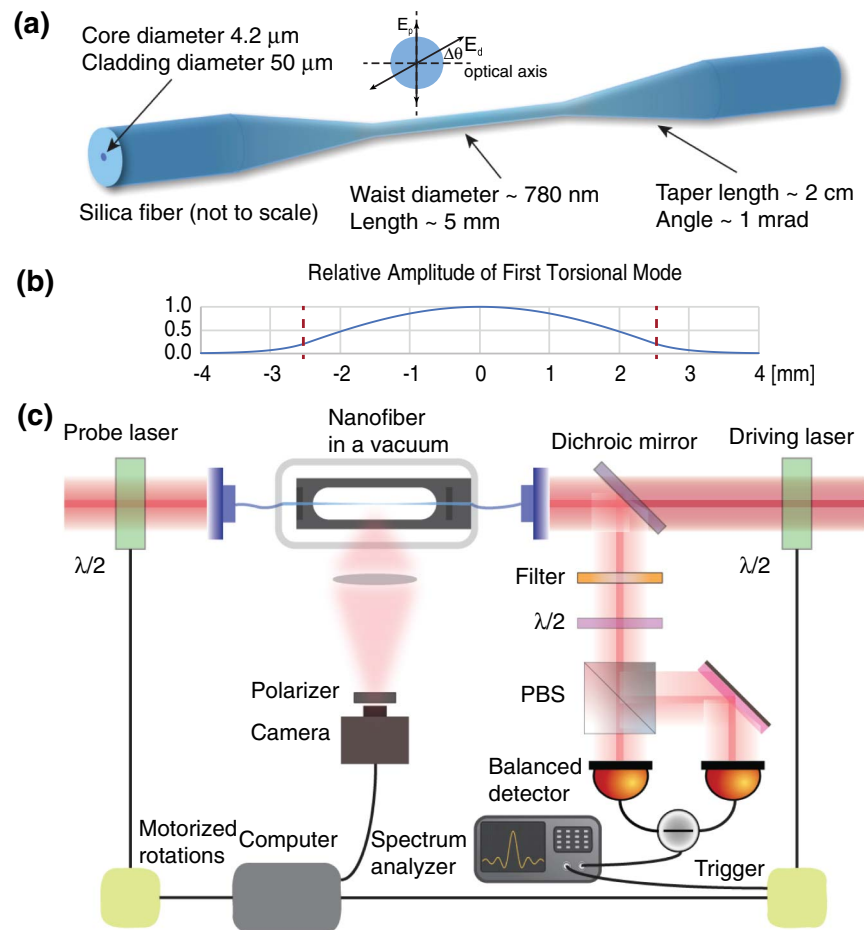 (a)
Core diameter 4.2 μm
Cladding diameter 50 μm
E_p
E_d
Δθ
optical axis
Silica fiber (not to scale)
Waist diameter ~ 780 nm
Length ~ 5 mm
Taper length ~ 2 cm
Angle ~ 1 mrad
(b)
Relative Amplitude of First Torsional Mode
1.0
0.5
0.0
-4 -3 -2 -1 0 1 2 3 4 [mm]
(c)
Probe laser
Nanofiber
in a vacuum
Dichroic mirror
Driving laser
λ/2
λ/2
Filter
λ/2
Polarizer
PBS
Camera
Balanced
detector
Motorized
rotations
Computer
Spectrum
analyzer
Trigger